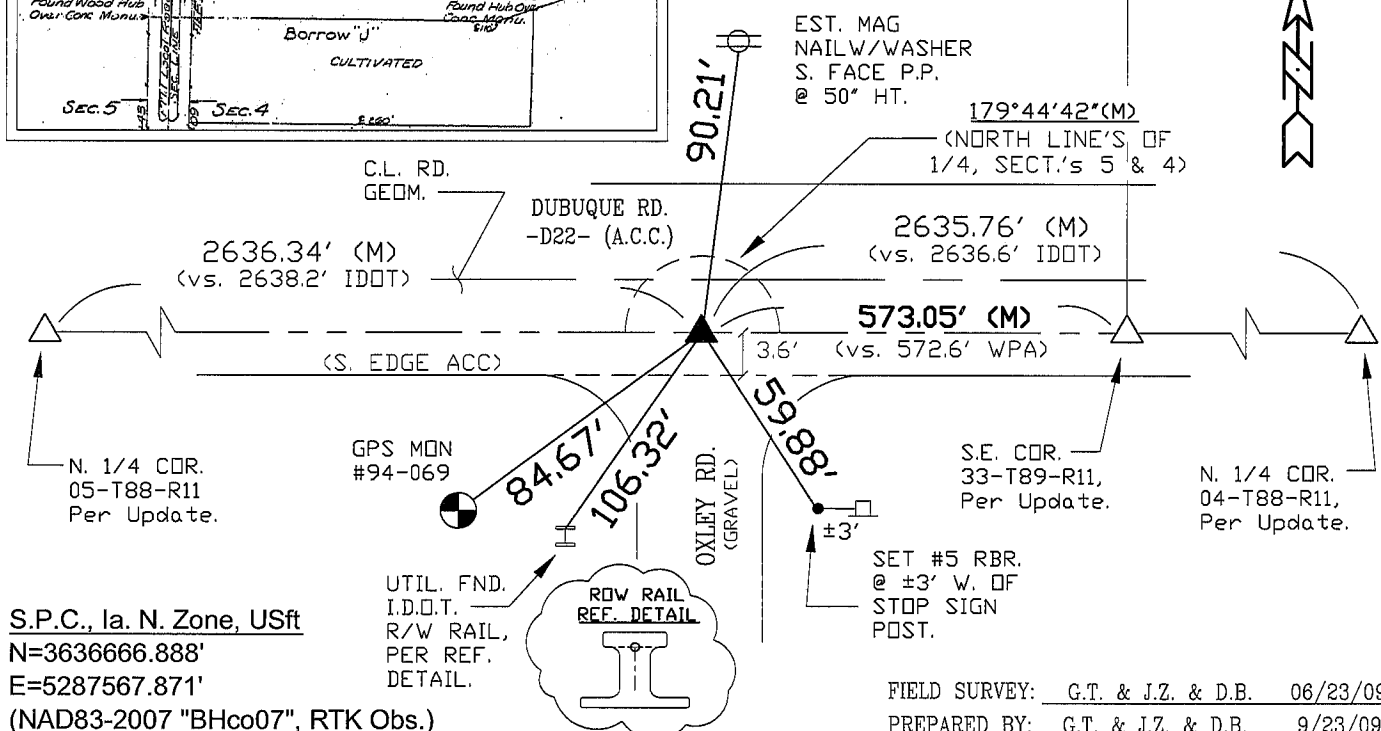 Found Wood Hub
Over Conc Monu.
Found Hub Over
Conc. Monu.
Borrow "J"
CULTIVATED
SEC. LINE
SEC. 5
SEC. 4
EST. MAG
NAILW/WASHER
S. FACE P.P.
@ 50" HT.
N
90.21'
179°44'42"(M)
(NORTH LINE'S OF
1/4, SECT.'s 5 & 4)
C.L. RD.
GEOM.
DUBUQUE RD.
-D22- (A.C.C.)
2636.34' (M)
(vs. 2638.2' IDOT)
2635.76' (M)
(vs. 2636.6' IDOT)
573.05' (M)
(vs. 572.6' WPA)
3.6'
(S. EDGE ACC)
N. 1/4 COR.
05-T88-R11
Per Update.
GPS MON
#94-069
84.67'
106.32'
OXLEY RD.
(GRAVEL)
59.88'
±3'
S.E. COR.
33-T89-R11,
Per Update.
N. 1/4 COR.
04-T88-R11,
Per Update.
UTIL. FND.
I.D.O.T.
R/W RAIL,
PER REF.
DETAIL.
ROW RAIL
REF. DETAIL
SET #5 RBR.
@ ±3' W. OF
STOP SIGN
POST.
S.P.C., Ia. N. Zone, USft
N=3636666.888'
E=5287567.871'
(NAD83-2007 "BHco07", RTK Obs.)
FIELD SURVEY: G.T. & J.Z. & D.B. 06/23/09
PREPARED BY: G.T. & J.Z. & D.B. 9/23/09